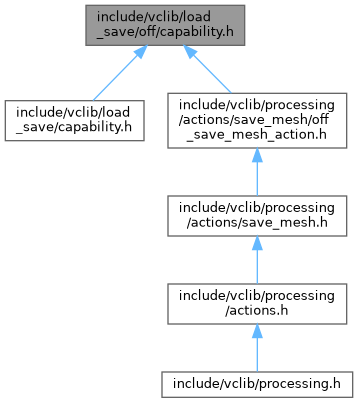 include/vclib/load
_save/off/capability.h
include/vclib/load
_save/capability.h
include/vclib/processing
/actions/save_mesh/off
_save_mesh_action.h
include/vclib/processing
/actions/save_mesh.h
include/vclib/processing
/actions.h
include/vclib/processing.h